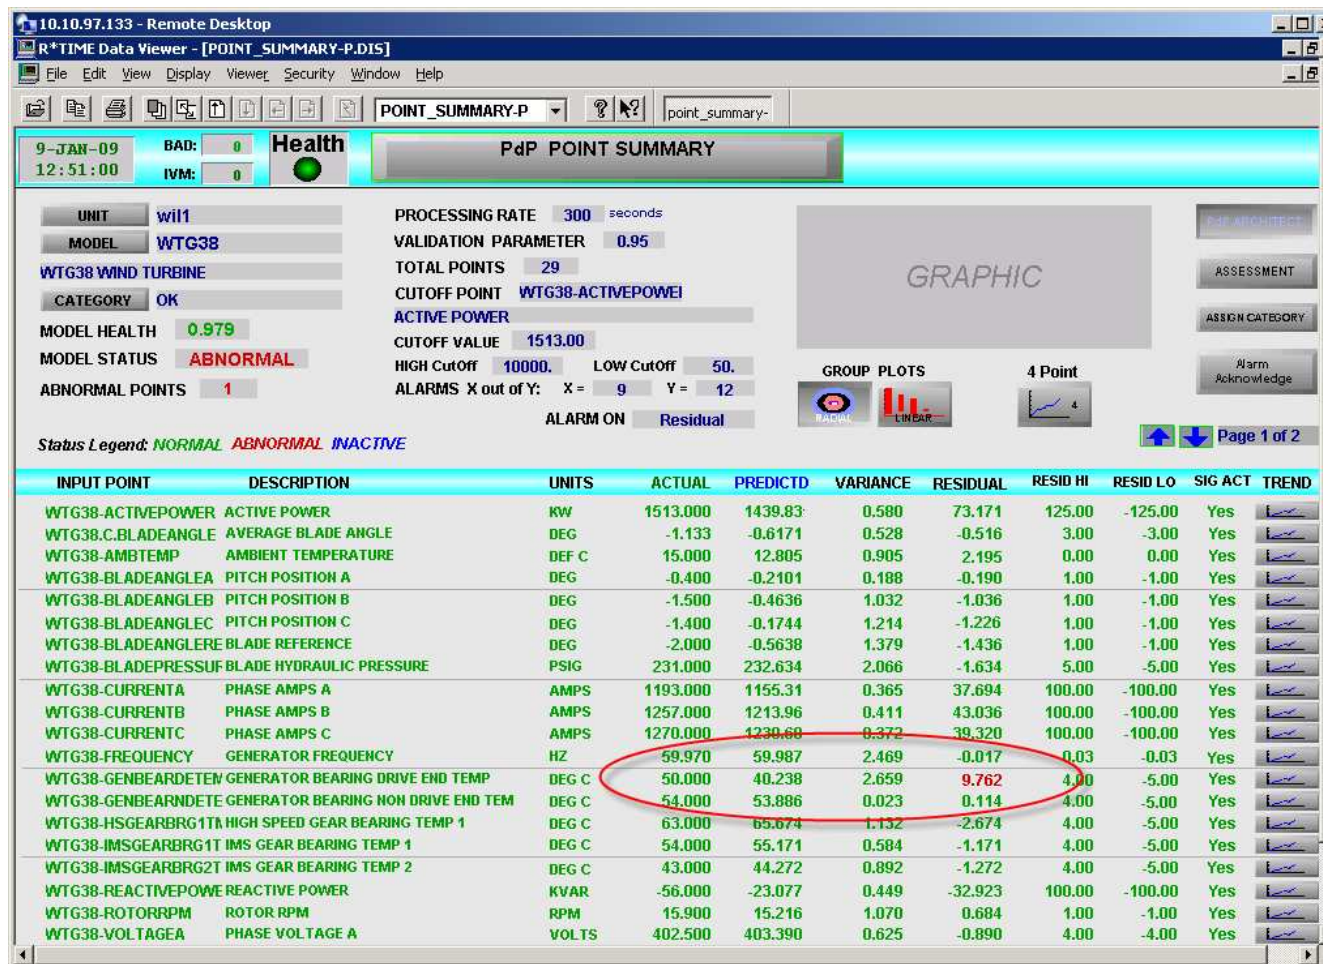 10.10.97.133 - Remote Desktop
R*TIME Data Viewer - [POINT_SUMMARY-P.DIS]
File Edit View Display Viewer Security Window Help
POINT_SUMMARY-P point_summary-
9-JAN-09 BAD: 0 Health PdP POINT SUMMARY
12:51:00 IVM: 0
UNIT wil1 PROCESSING RATE 300 seconds
MODEL WTG38 VALIDATION PARAMETER 0.95
WTG38 WIND TURBINE TOTAL POINTS 29
CATEGORY OK CUTOFF POINT WTG38-ACTIVEPOWEI
ACTIVE POWER
MODEL HEALTH 0.979 CUTOFF VALUE 1513.00
MODEL STATUS ABNORMAL HIGH CutOff 10000. LOW CutOff 50.
ABNORMAL POINTS 1 ALARMS X out of Y: X = 9 Y = 12
ALARM ON Residual
GRAPHIC
PdP ARCHITECT
ASSESSMENT
ASSIGN CATEGORY
Alarm Acknowledge
GROUP PLOTS 4 Point
RADIAL LINEAR 4
Status Legend: NORMAL ABNORMAL INACTIVE Page 1 of 2
INPUT POINT DESCRIPTION UNITS ACTUAL PREDICTD VARIANCE RESIDUAL RESID HI RESID LO SIG ACT TREND
WTG38-ACTIVEPOWER ACTIVE POWER KW 1513.000 1439.83 0.580 73.171 125.00 -125.00 Yes
WTG38.C.BLADEANGLE AVERAGE BLADE ANGLE DEG -1.133 -0.6171 0.528 -0.516 3.00 -3.00 Yes
WTG38-AMBTEMP AMBIENT TEMPERATURE DEF C 15.000 12.805 0.905 2.195 0.00 0.00 Yes
WTG38-BLADEANGLEA PITCH POSITION A DEG -0.400 -0.2101 0.188 -0.190 1.00 -1.00 Yes
WTG38-BLADEANGLEB PITCH POSITION B DEG -1.500 -0.4636 1.032 -1.036 1.00 -1.00 Yes
WTG38-BLADEANGLEC PITCH POSITION C DEG -1.400 -0.1744 1.214 -1.226 1.00 -1.00 Yes
WTG38-BLADEANGLERE BLADE REFERENCE DEG -2.000 -0.5638 1.379 -1.436 1.00 -1.00 Yes
WTG38-BLADEPRESSUF BLADE HYDRAULIC PRESSURE PSIG 231.000 232.634 2.066 -1.634 5.00 -5.00 Yes
WTG38-CURRENTA PHASE AMPS A AMPS 1193.000 1155.31 0.365 37.694 100.00 -100.00 Yes
WTG38-CURRENTB PHASE AMPS B AMPS 1257.000 1213.96 0.411 43.036 100.00 -100.00 Yes
WTG38-CURRENTC PHASE AMPS C AMPS 1270.000 1230.68 0.372 39.320 100.00 -100.00 Yes
WTG38-FREQUENCY GENERATOR FREQUENCY HZ 59.970 59.987 2.469 -0.017 0.03 -0.03 Yes
WTG38-GENBEARDETEM GENERATOR BEARING DRIVE END TEMP DEG C 50.000 40.238 2.659 9.762 4.00 -5.00 Yes
WTG38-GENBEARNDETE GENERATOR BEARING NON DRIVE END TEM DEG C 54.000 53.886 0.023 0.114 4.00 -5.00 Yes
WTG38-HSGEARBRG1TM HIGH SPEED GEAR BEARING TEMP 1 DEG C 63.000 65.674 1.132 -2.674 4.00 -5.00 Yes
WTG38-IMSGEARBRG1T IMS GEAR BEARING TEMP 1 DEG C 54.000 55.171 0.584 -1.171 4.00 -5.00 Yes
WTG38-IMSGEARBRG2T IMS GEAR BEARING TEMP 2 DEG C 43.000 44.272 0.892 -1.272 4.00 -5.00 Yes
WTG38-REACTIVEPOWE REACTIVE POWER KVAR -56.000 -23.077 0.449 -32.923 100.00 -100.00 Yes
WTG38-ROTORRPM ROTOR RPM RPM 15.900 15.216 1.070 0.684 1.00 -1.00 Yes
WTG38-VOLTAGEA PHASE VOLTAGE A VOLTS 402.500 403.390 0.625 -0.890 4.00 -4.00 Yes